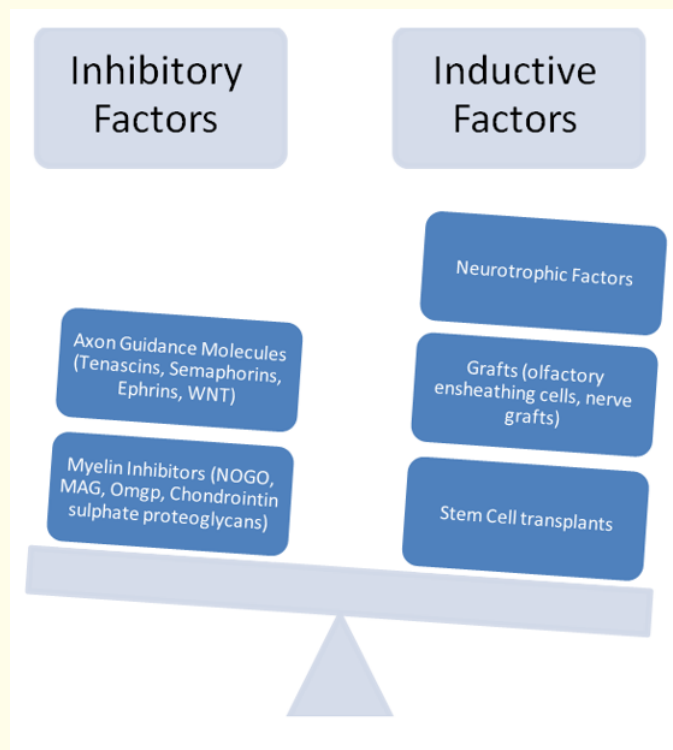 Inhibitory
Factors
Inductive
Factors
Axon Guidance Molecules
(Tenascins, Semaphorins,
Ephrins, WNT)
Myelin Inhibitors (NOGO,
MAG, Omgp, Chondrointin
sulphate proteoglycans)
Neurotrophic Factors
Grafts (olfactory
ensheathing cells, nerve
grafts)
Stem Cell transplants